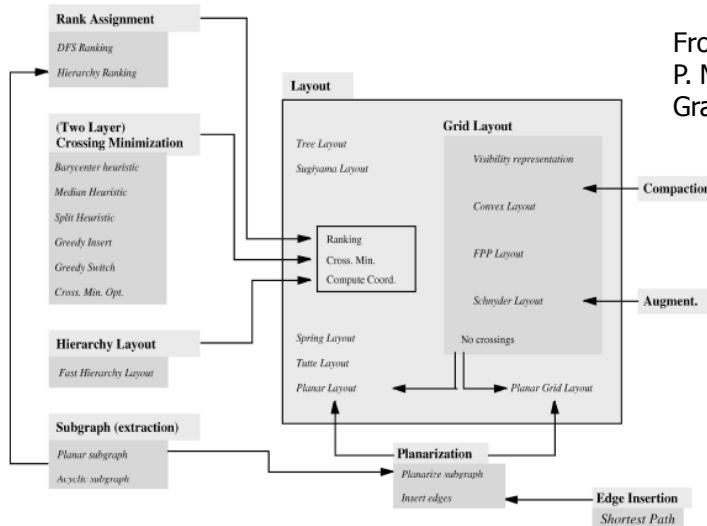 Rank Assignment
DFS Ranking
Hierarchy Ranking
(Two Layer)
Crossing Minimization
Barycenter heuristic
Median Heuristic
Split Heuristic
Greedy Insert
Greedy Switch
Cross. Min. Opt.
Hierarchy Layout
Fast Hierarchy Layout
Subgraph (extraction)
Planar subgraph
Acyclic subgraph
Layout
Tree Layout
Sugiyama Layout
Ranking
Cross. Min.
Compute Coord.
Spring Layout
Tutte Layout
Planar Layout
Grid Layout
Visibility representation
Convex Layout
FPP Layout
Schnyder Layout
No crossings
Planar Grid Layout
Planarization
Planarize subgraph
Insert edges
Fro
P. M
Gra
Compaction
Augment.
Edge Insertion
Shortest Path